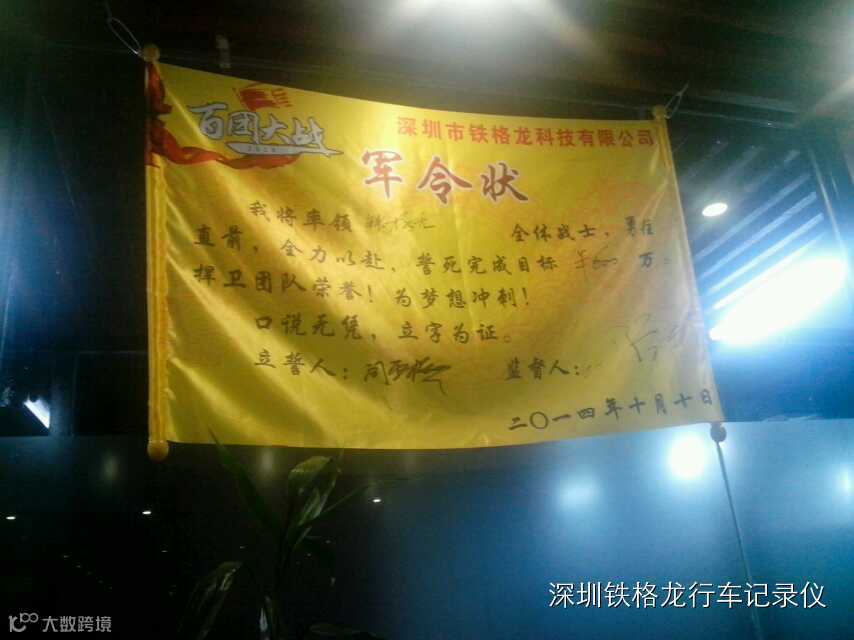 百团大战
2014
深圳市铁格龙科技有限公司
军令状
我将率领 铁格龙 全体战士，勇往
直前，全力以赴，誓死完成目标 万
捍卫团队荣誉！为梦想冲刺！
口说无凭，立字为证。
立誓人：
监督人：
二〇一四年十月十日
深圳铁格龙行车记录仪
大数跨境